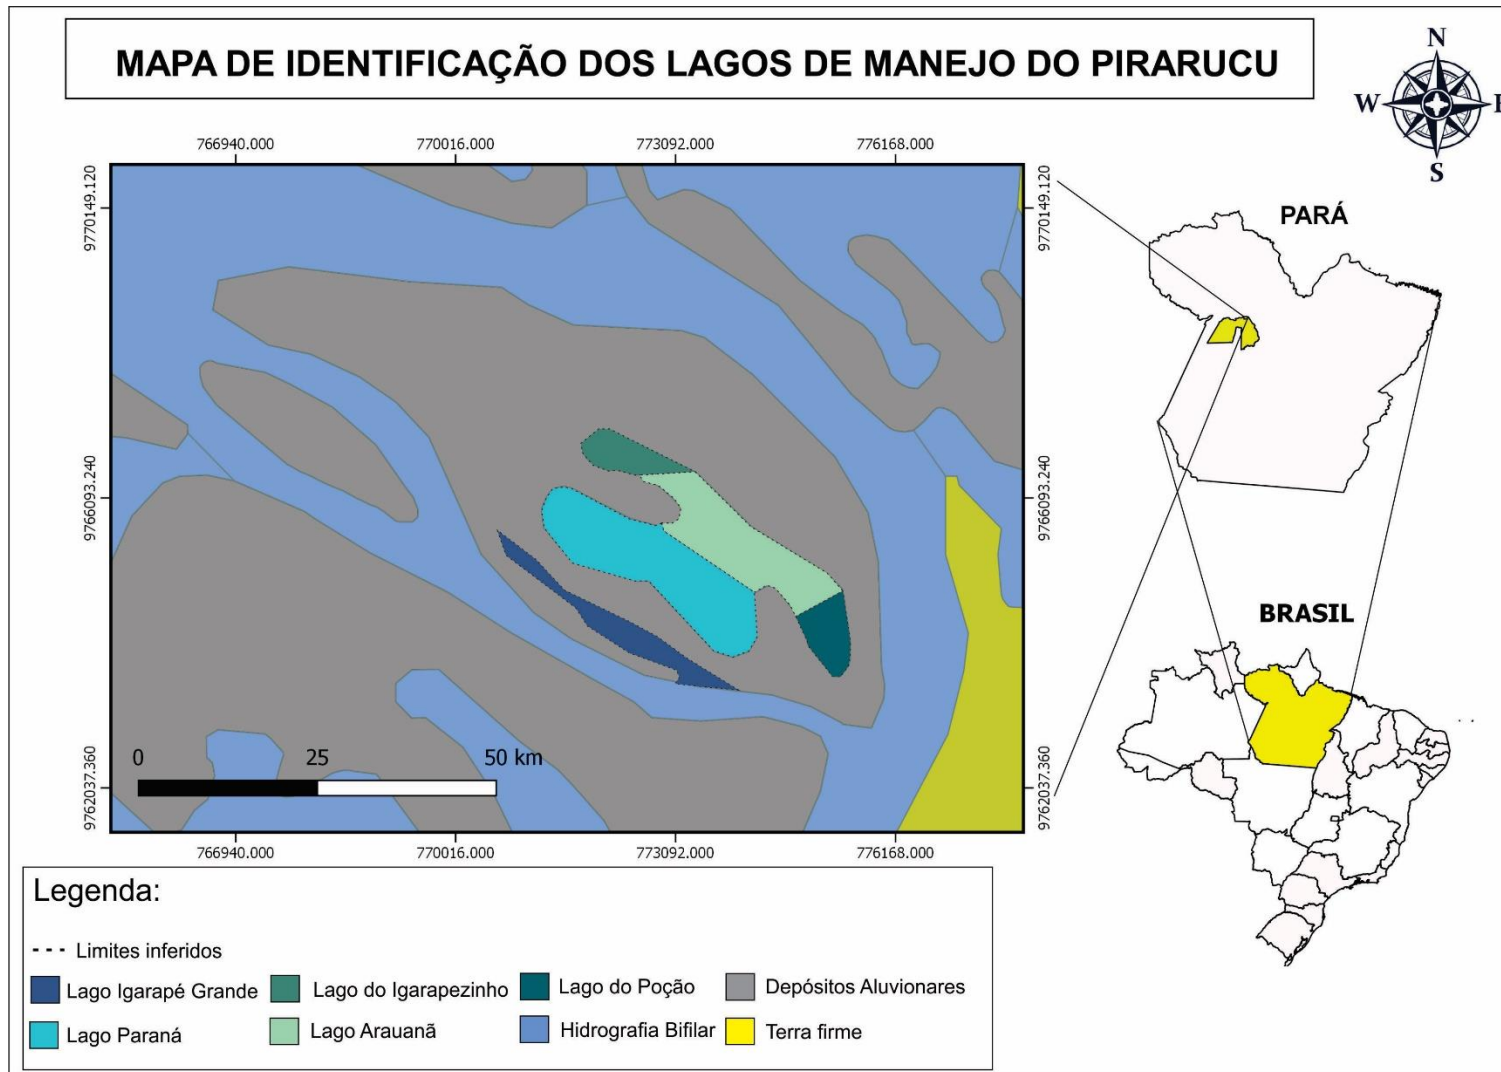 MAPA DE IDENTIFICAÇÃO DOS LAGOS DE MANEJO DO PIRARUCU
N
W
E
S
766940.000
770016.000
773092.000
776168.000
9770149.120
9770149.120
9766093.240
9766093.240
9762037.360
9762037.360
PARÁ
BRASIL
0
25
50 km
766940.000
770016.000
773092.000
776168.000
Legenda:
Limites inferidos
Lago Igarapé Grande
Lago do Igarapezinho
Lago do Poção
Depósitos Aluvionares
Lago Paraná
Lago Arauanã
Hidrografia Bifilar
Terra firme